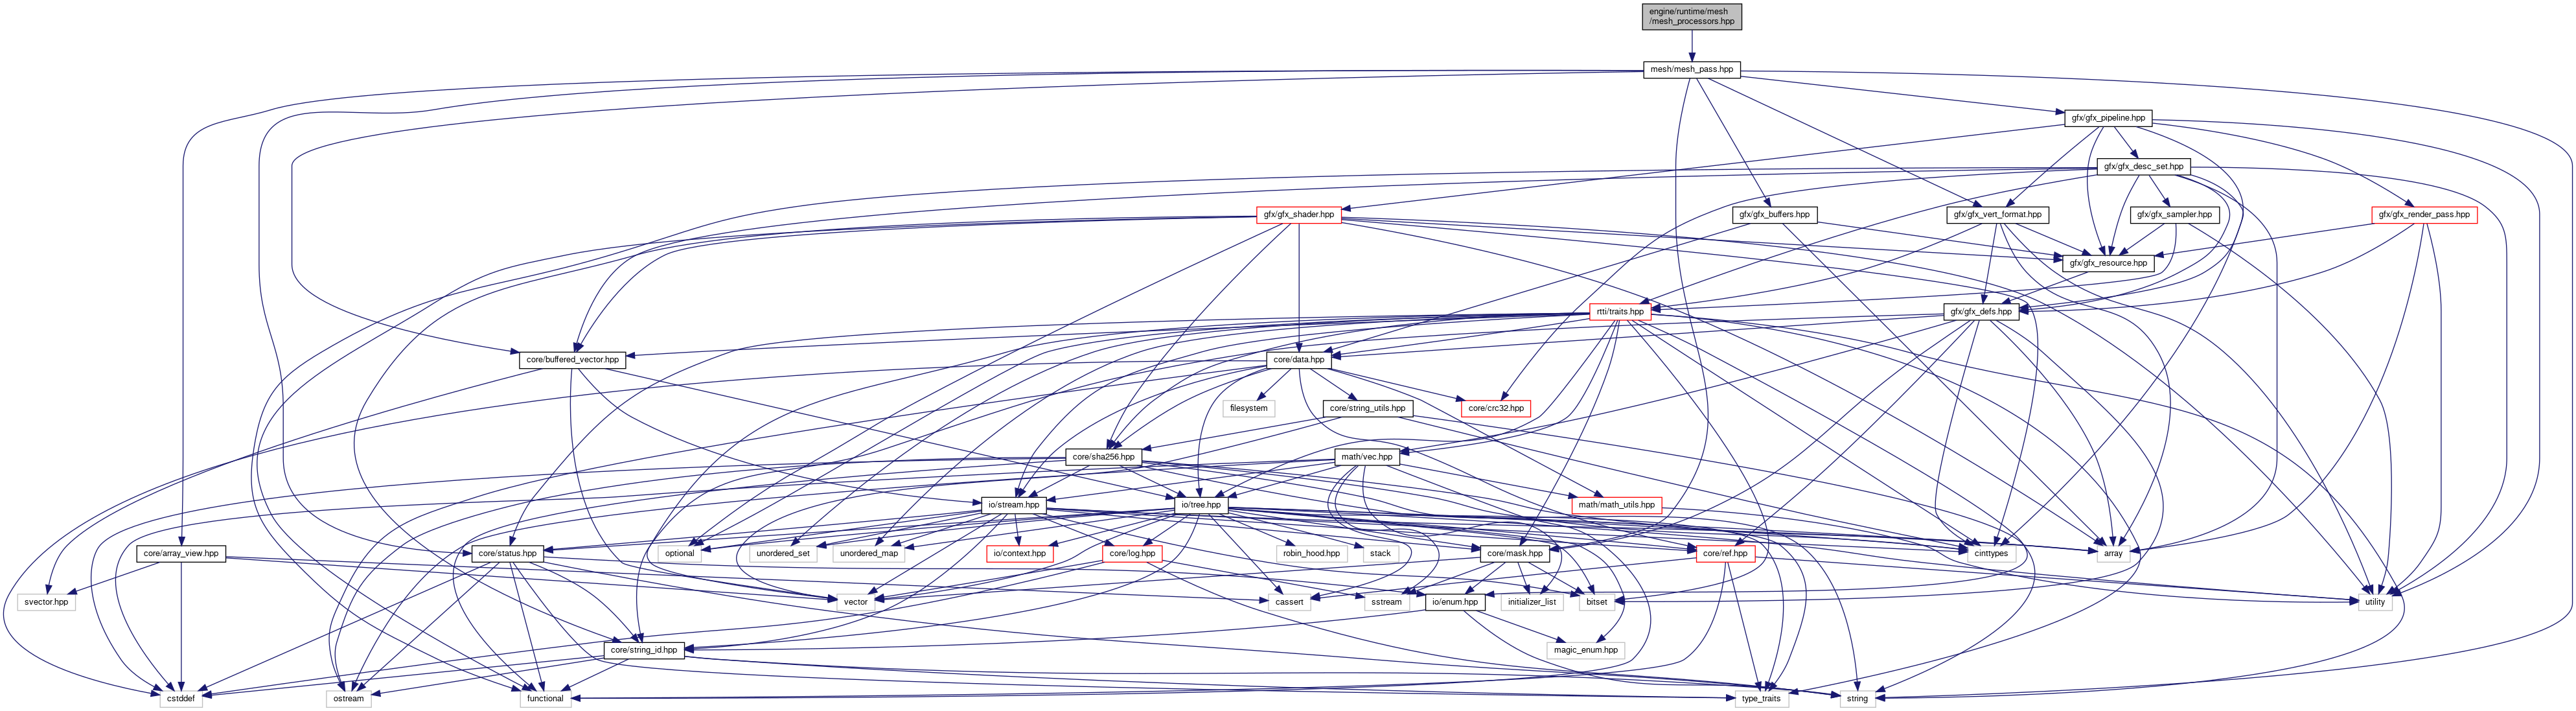 engine/runtime/mesh
/mesh_processors.hpp
mesh/mesh_pass.hpp
gfx/gfx_pipeline.hpp
gfx/gfx_desc_set.hpp
gfx/gfx_shader.hpp
gfx/gfx_buffers.hpp
gfx/gfx_vert_format.hpp
gfx/gfx_sampler.hpp
gfx/gfx_render_pass.hpp
gfx/gfx_resource.hpp
rtti/traits.hpp
gfx/gfx_defs.hpp
core/buffered_vector.hpp
core/data.hpp
filesystem
core/string_utils.hpp
core/crc32.hpp
core/sha256.hpp
math/vec.hpp
io/stream.hpp
io/tree.hpp
math/math_utils.hpp
core/array_view.hpp
core/status.hpp
optional
unordered_set
unordered_map
io/context.hpp
core/log.hpp
robin_hood.hpp
stack
core/mask.hpp
core/ref.hpp
cinttypes
array
svector.hpp
vector
cassert
sstream
io/enum.hpp
initializer_list
bitset
utility
core/string_id.hpp
magic_enum.hpp
cstddef
ostream
functional
type_traits
string